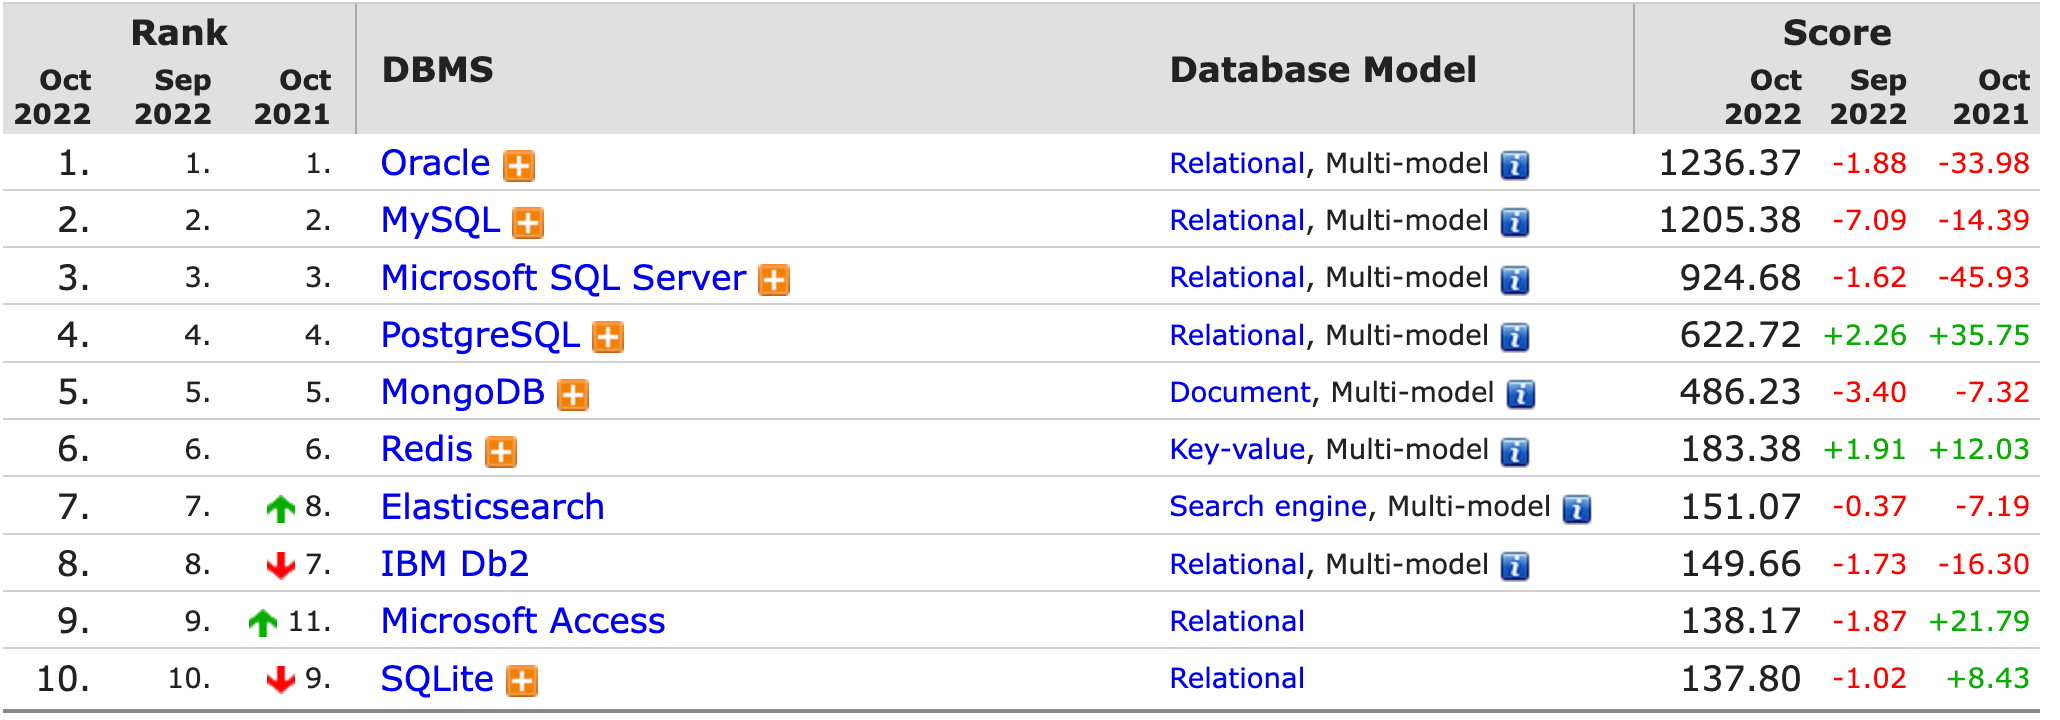 Rank DBMS Database Model Score
Oct 2022 Sep 2022 Oct 2021 Oct 2022 Sep 2022 Oct 2021
1. 1. 1. Oracle Relational, Multi-model 1236.37 -1.88 -33.98
2. 2. 2. MySQL Relational, Multi-model 1205.38 -7.09 -14.39
3. 3. 3. Microsoft SQL Server Relational, Multi-model 924.68 -1.62 -45.93
4. 4. 4. PostgreSQL Relational, Multi-model 622.72 +2.26 +35.75
5. 5. 5. MongoDB Document, Multi-model 486.23 -3.40 -7.32
6. 6. 6. Redis Key-value, Multi-model 183.38 +1.91 +12.03
7. 7. 8. Elasticsearch Search engine, Multi-model 151.07 -0.37 -7.19
8. 8. 7. IBM Db2 Relational, Multi-model 149.66 -1.73 -16.30
9. 9. 11. Microsoft Access Relational 138.17 -1.87 +21.79
10. 10. 9. SQLite Relational 137.80 -1.02 +8.43